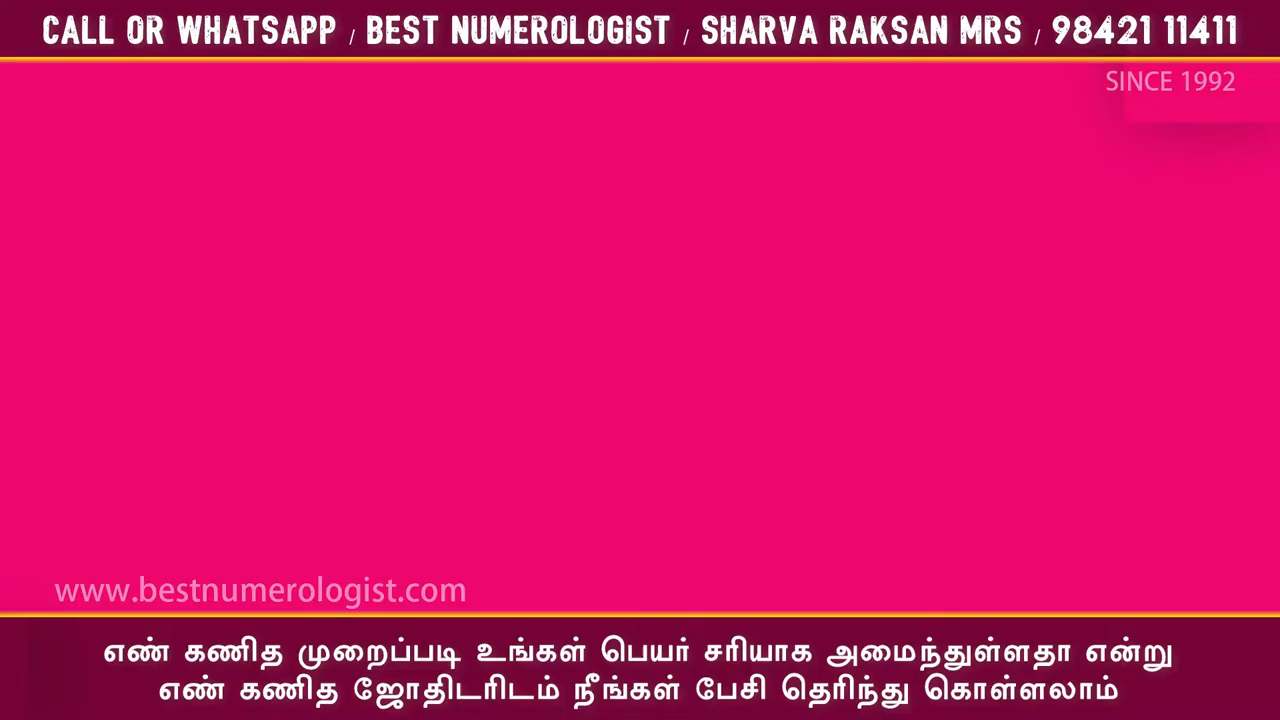 CALL OR WHATSAPP / BEST NUMEROLOGIST / SHARVA RAKSAN MRS / 98421 11411
SINCE 1992
www.bestnumerologist.com
எண் கணித முறைப்படி உங்கள் பெயர் சரியாக அமைந்துள்ளதா என்று
எண் கணித ஜோதிடரிடம் நீங்கள் பேசி தெரிந்து கொள்ளலாம்